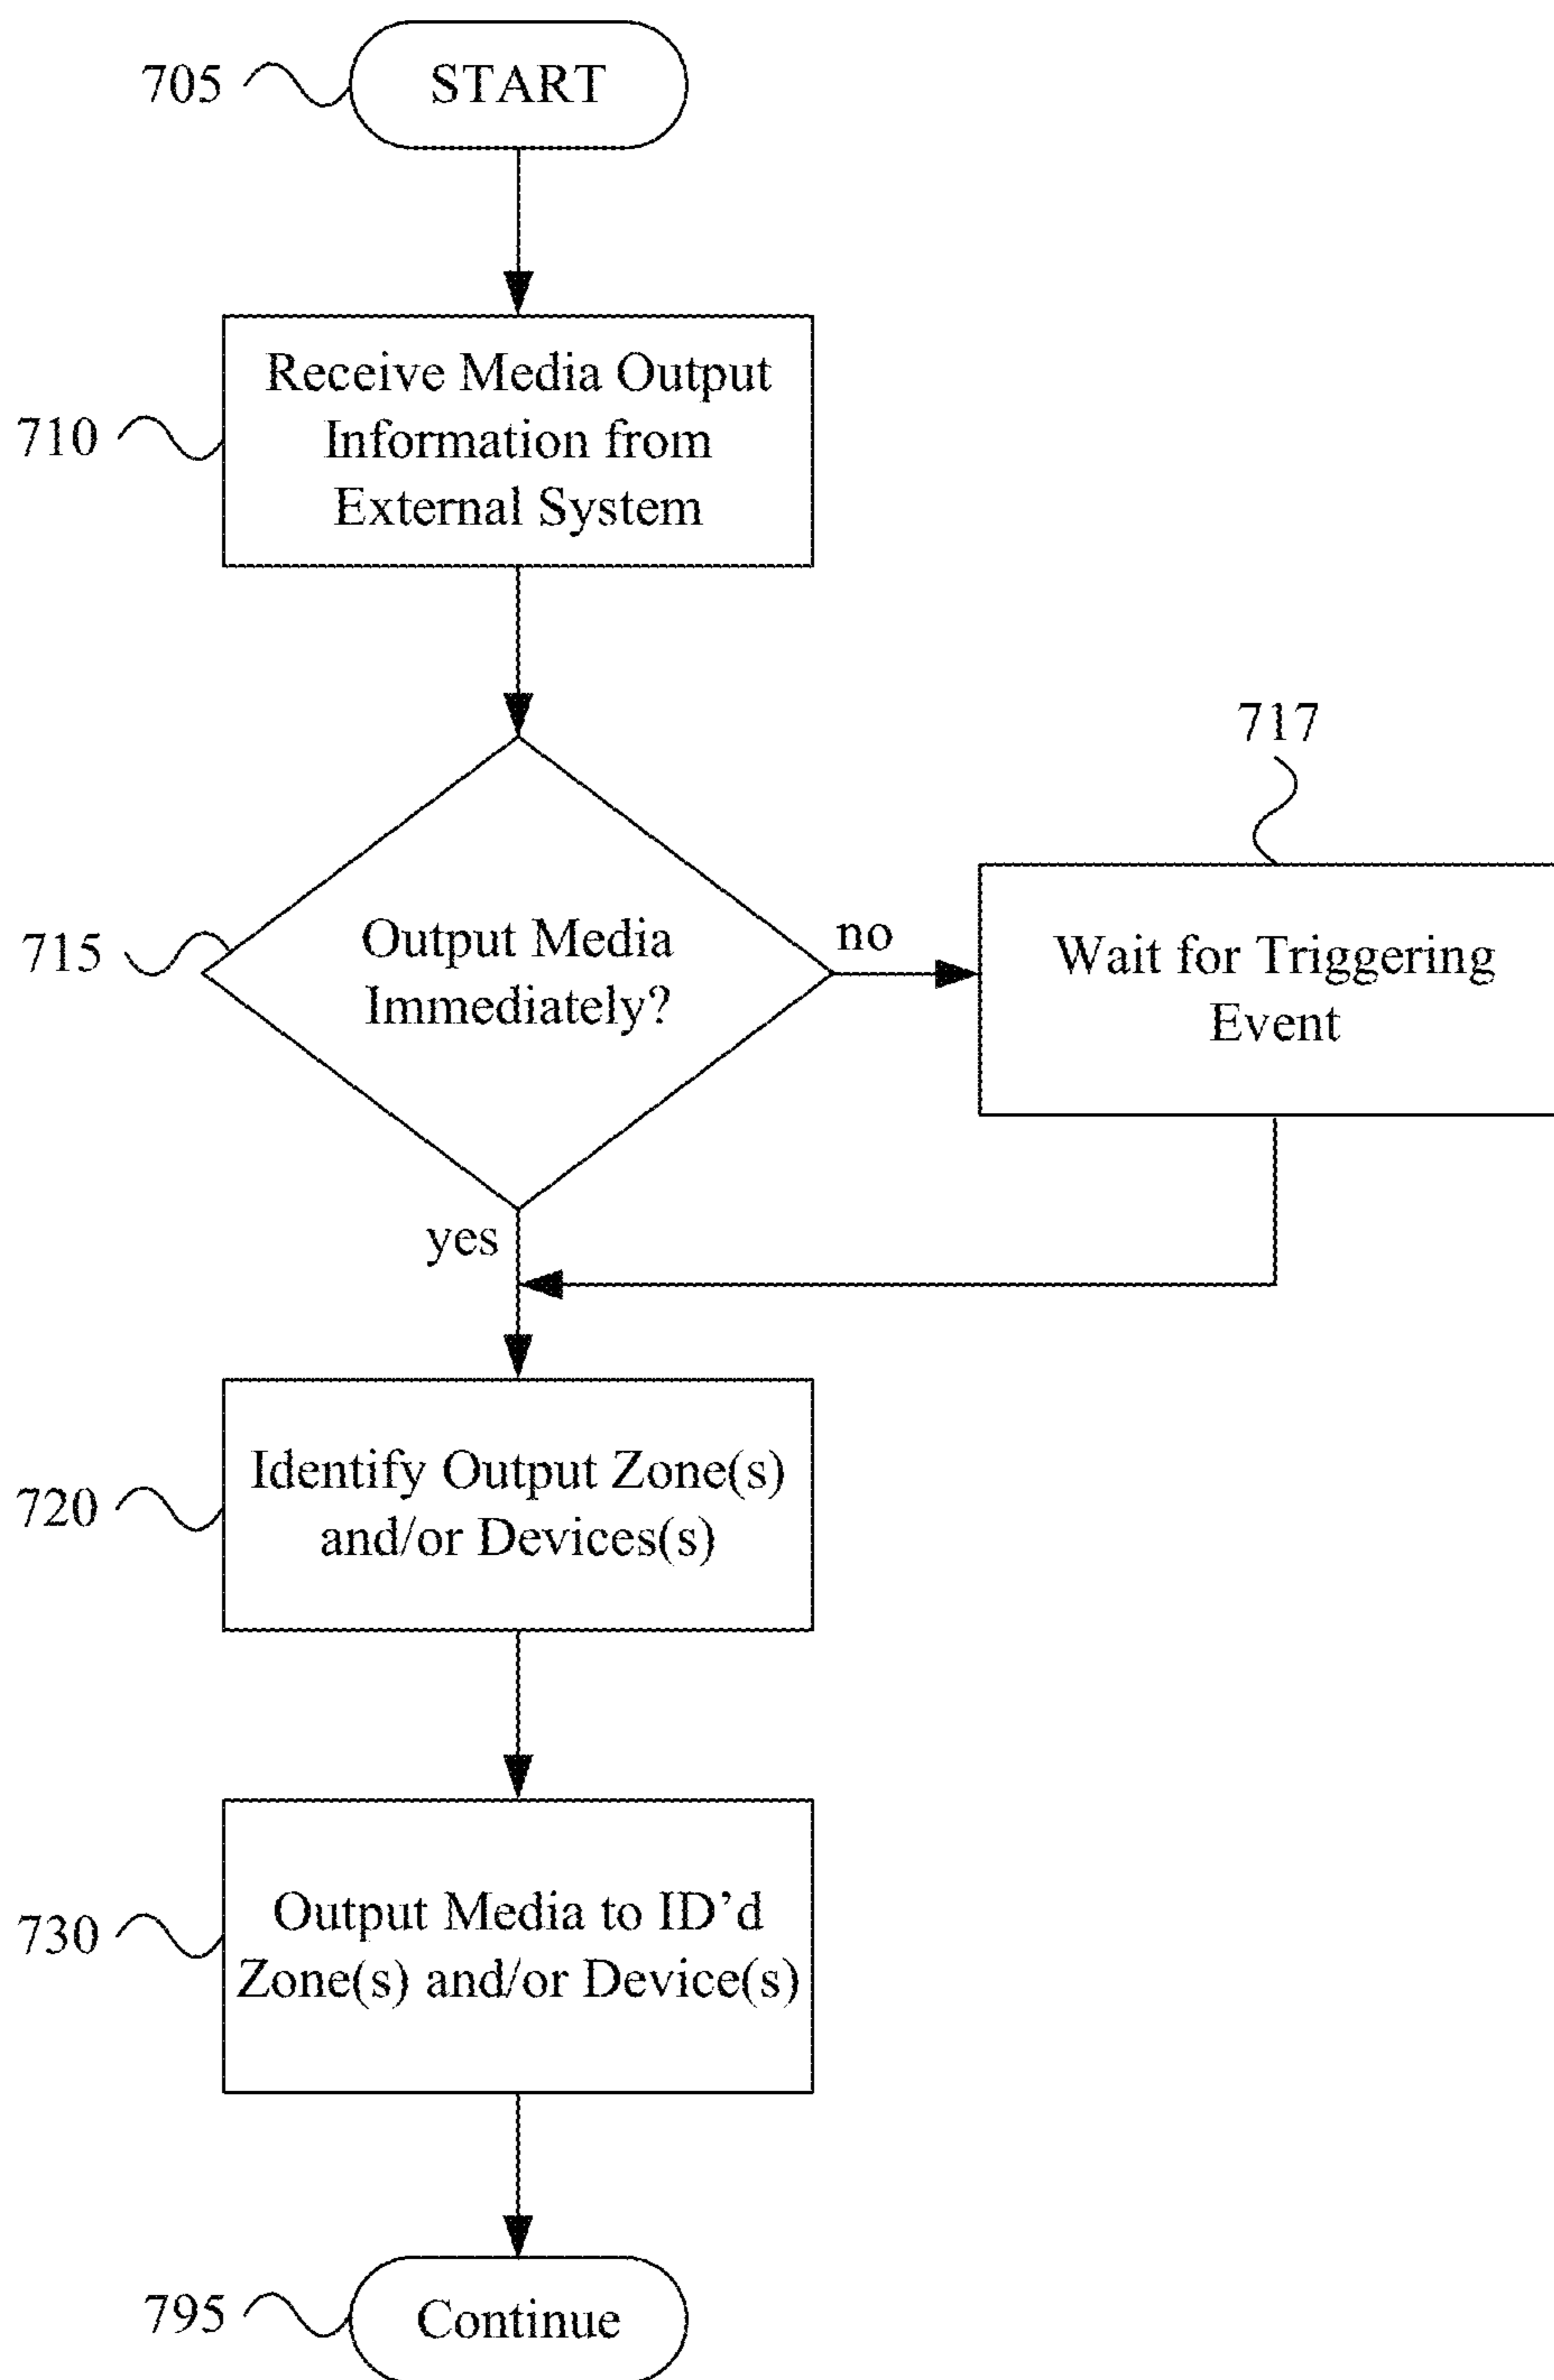 705
START
710
Receive Media Output
Information from
External System
717
715
Output Media
Immediately?
no
Wait for Triggering
Event
yes
720
Identify Output Zone(s)
and/or Devices(s)
730
Output Media to ID’d
Zone(s) and/or Device(s)
795
Continue